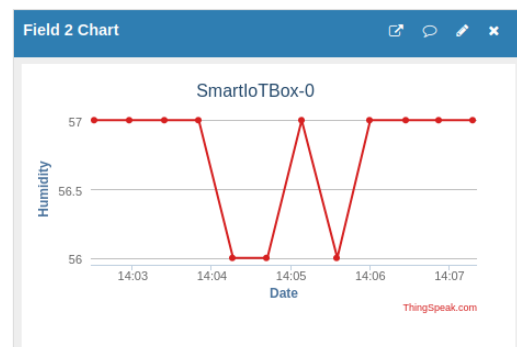 Field 2 Chart
SmartIoTBox-0
57
56.5
56
Humidity
14:03 14:04 14:05 14:06 14:07
Date
ThingSpeak.com